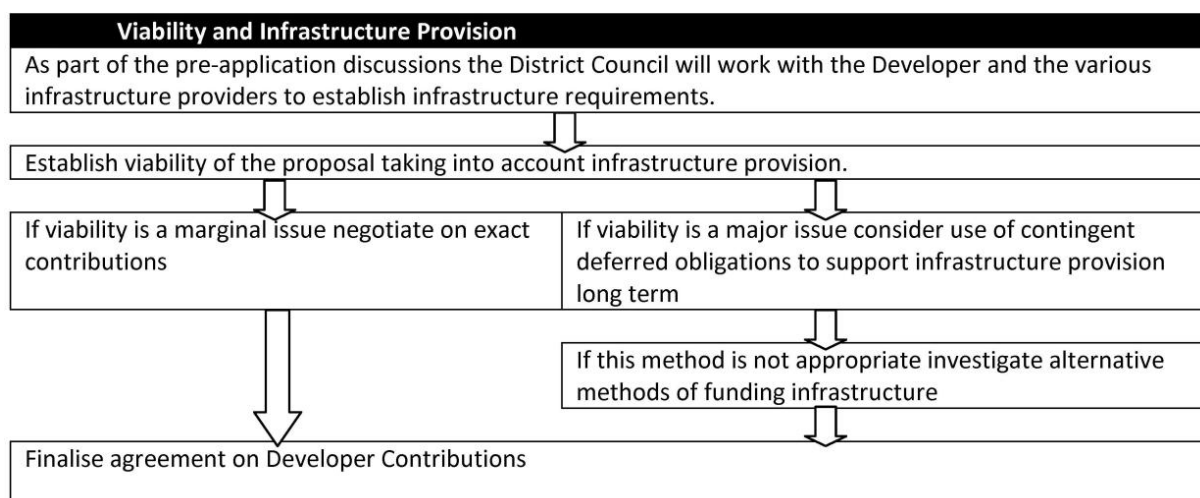 Viability and Infrastructure Provision
As part of the pre-application discussions the District Council will work with the Developer and the various
infrastructure providers to establish infrastructure requirements.
Establish viability of the proposal taking into account infrastructure provision.
If viability is a marginal issue negotiate on exact
contributions
If viability is a major issue consider use of contingent
deferred obligations to support infrastructure provision
long term
If this method is not appropriate investigate alternative
methods of funding infrastructure
Finalise agreement on Developer Contributions